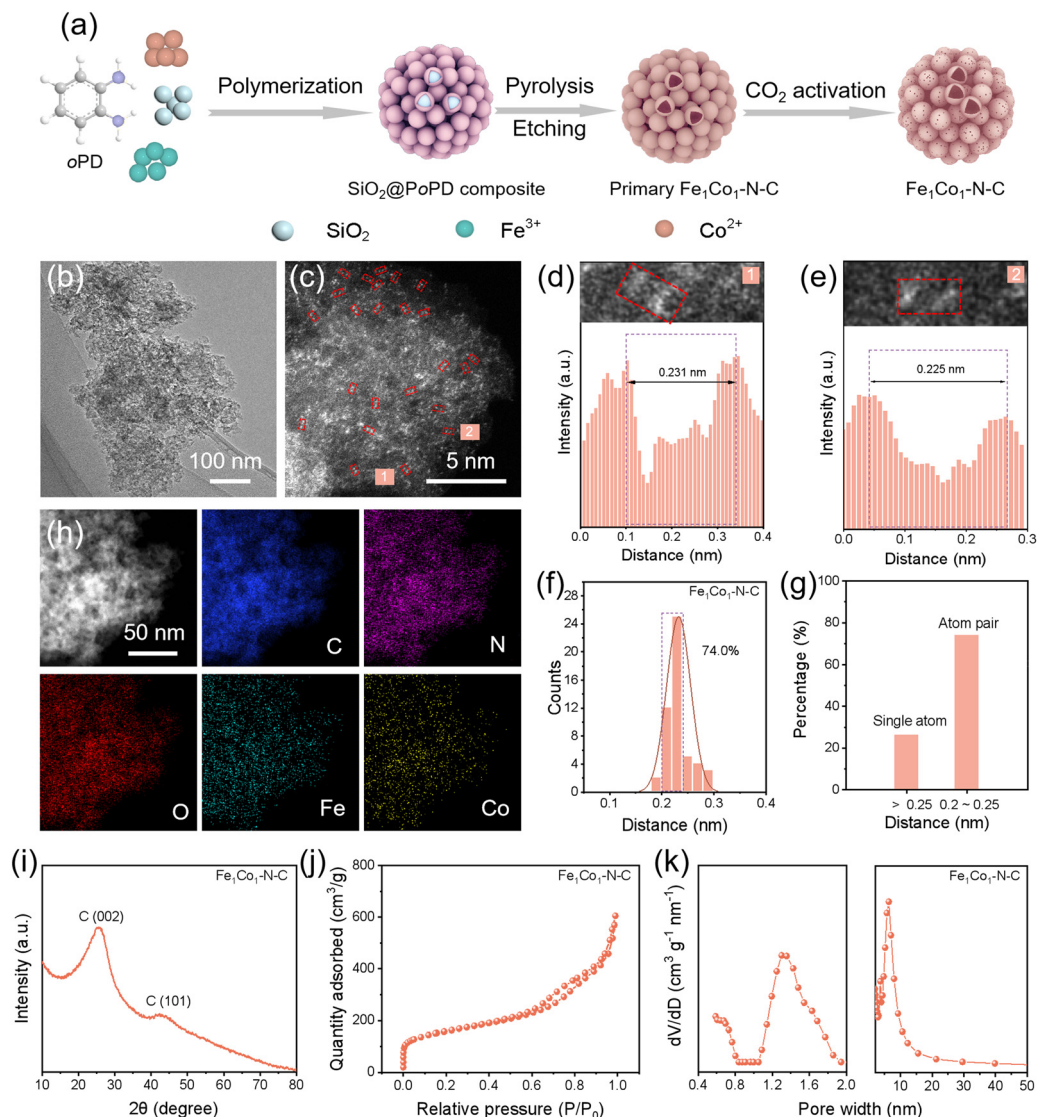 (a)
Polymerization
Pyrolysis
Etching
CO₂ activation
oPD
SiO₂@PoPD composite
Primary Fe₁Co₁-N-C
Fe₁Co₁-N-C
SiO₂
Fe³⁺
Co²⁺
(b)
100 nm
(c)
2
1
5 nm
(d)
1
Intensity (a.u.)
0.231 nm
0.0 0.1 0.2 0.3 0.4
Distance (nm)
(e)
2
Intensity (a.u.)
0.225 nm
0.0 0.1 0.2 0.3
Distance (nm)
(h)
50 nm
C
N
O
Fe
Co
(f)
Fe₁Co₁-N-C
Counts
28
24
20
16
12
8
4
0
74.0%
0.1 0.2 0.3 0.4
Distance (nm)
(g)
Percentage (%)
100
80
60
40
20
0
Atom pair
Single atom
> 0.25 0.2 ~ 0.25
Distance (nm)
(i)
Fe₁Co₁-N-C
Intensity (a.u.)
C (002)
C (101)
10 20 30 40 50 60 70 80
2θ (degree)
(j)
Fe₁Co₁-N-C
Quantity adsorbed (cm³/g)
800
600
400
200
0
0.0 0.2 0.4 0.6 0.8 1.0
Relative pressure (P/P₀)
(k)
Fe₁Co₁-N-C
dV/dD (cm³ g⁻¹ nm⁻¹)
0.4 0.8 1.2 1.6 2.0
10 20 30 40 50
Pore width (nm)